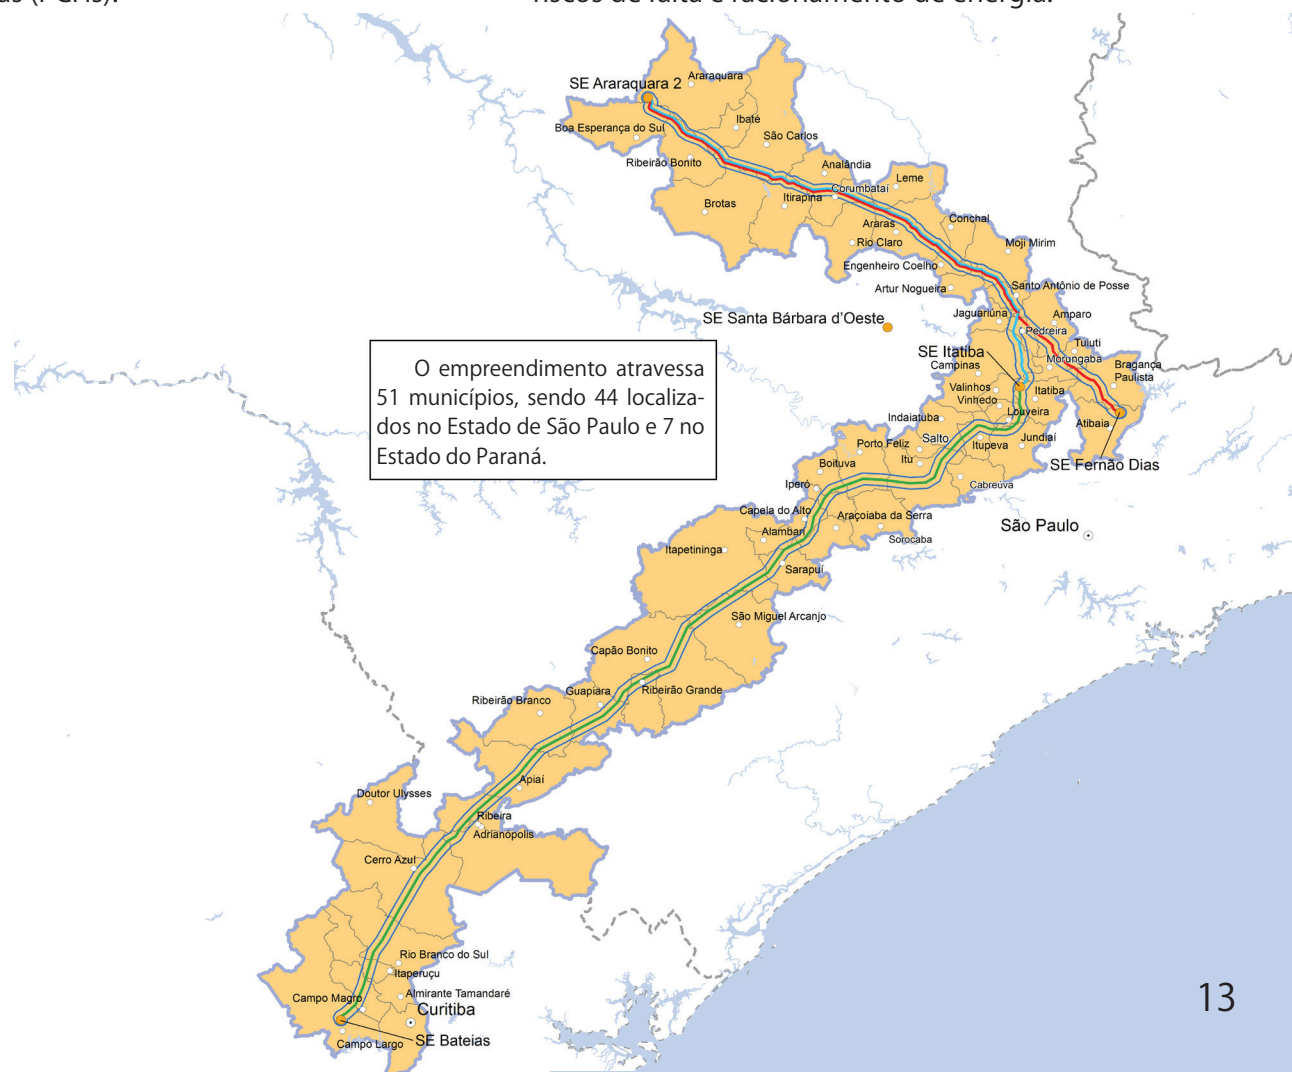 as (PCHs).
riscos de falta e racionamento de energia.
SE Araraquara 2
Araraquara
Boa Esperança do Sul
Ibaté
São Carlos
Ribeirão Bonito
Analândia
Leme
Corumbataí
Brotas
Itirapina
Araras
Conchal
Rio Claro
Moji Mirim
Engenheiro Coelho
Artur Nogueira
Santo Antônio de Posse
Jaguariúna
Amparo
SE Santa Bárbara d'Oeste
Pedreira
Tuiuti
SE Itatiba
Morungaba
Campinas
Bragança
Paulista
Valinhos
Itatiba
Vinhedo
Louveira
Indaiatuba
Atibaia
O empreendimento atravessa
51 municípios, sendo 44 localiza-
dos no Estado de São Paulo e 7 no
Estado do Paraná.
Porto Feliz
Salto
Itupeva
Jundiaí
Itu
Boituva
SE Fernão Dias
Iperó
Cabreúva
Capela do Alto
Araçoiaba da Serra
São Paulo
Alambari
Sorocaba
Itapetininga
Sarapuí
São Miguel Arcanjo
Capão Bonito
Guapiara
Ribeirão Grande
Ribeirão Branco
Apiaí
Doutor Ulysses
Ribeira
Adrianópolis
Cerro Azul
Rio Branco do Sul
Itaperuçu
Campo Magro
Almirante Tamandaré
Curitiba
SE Bateias
Campo Largo
13